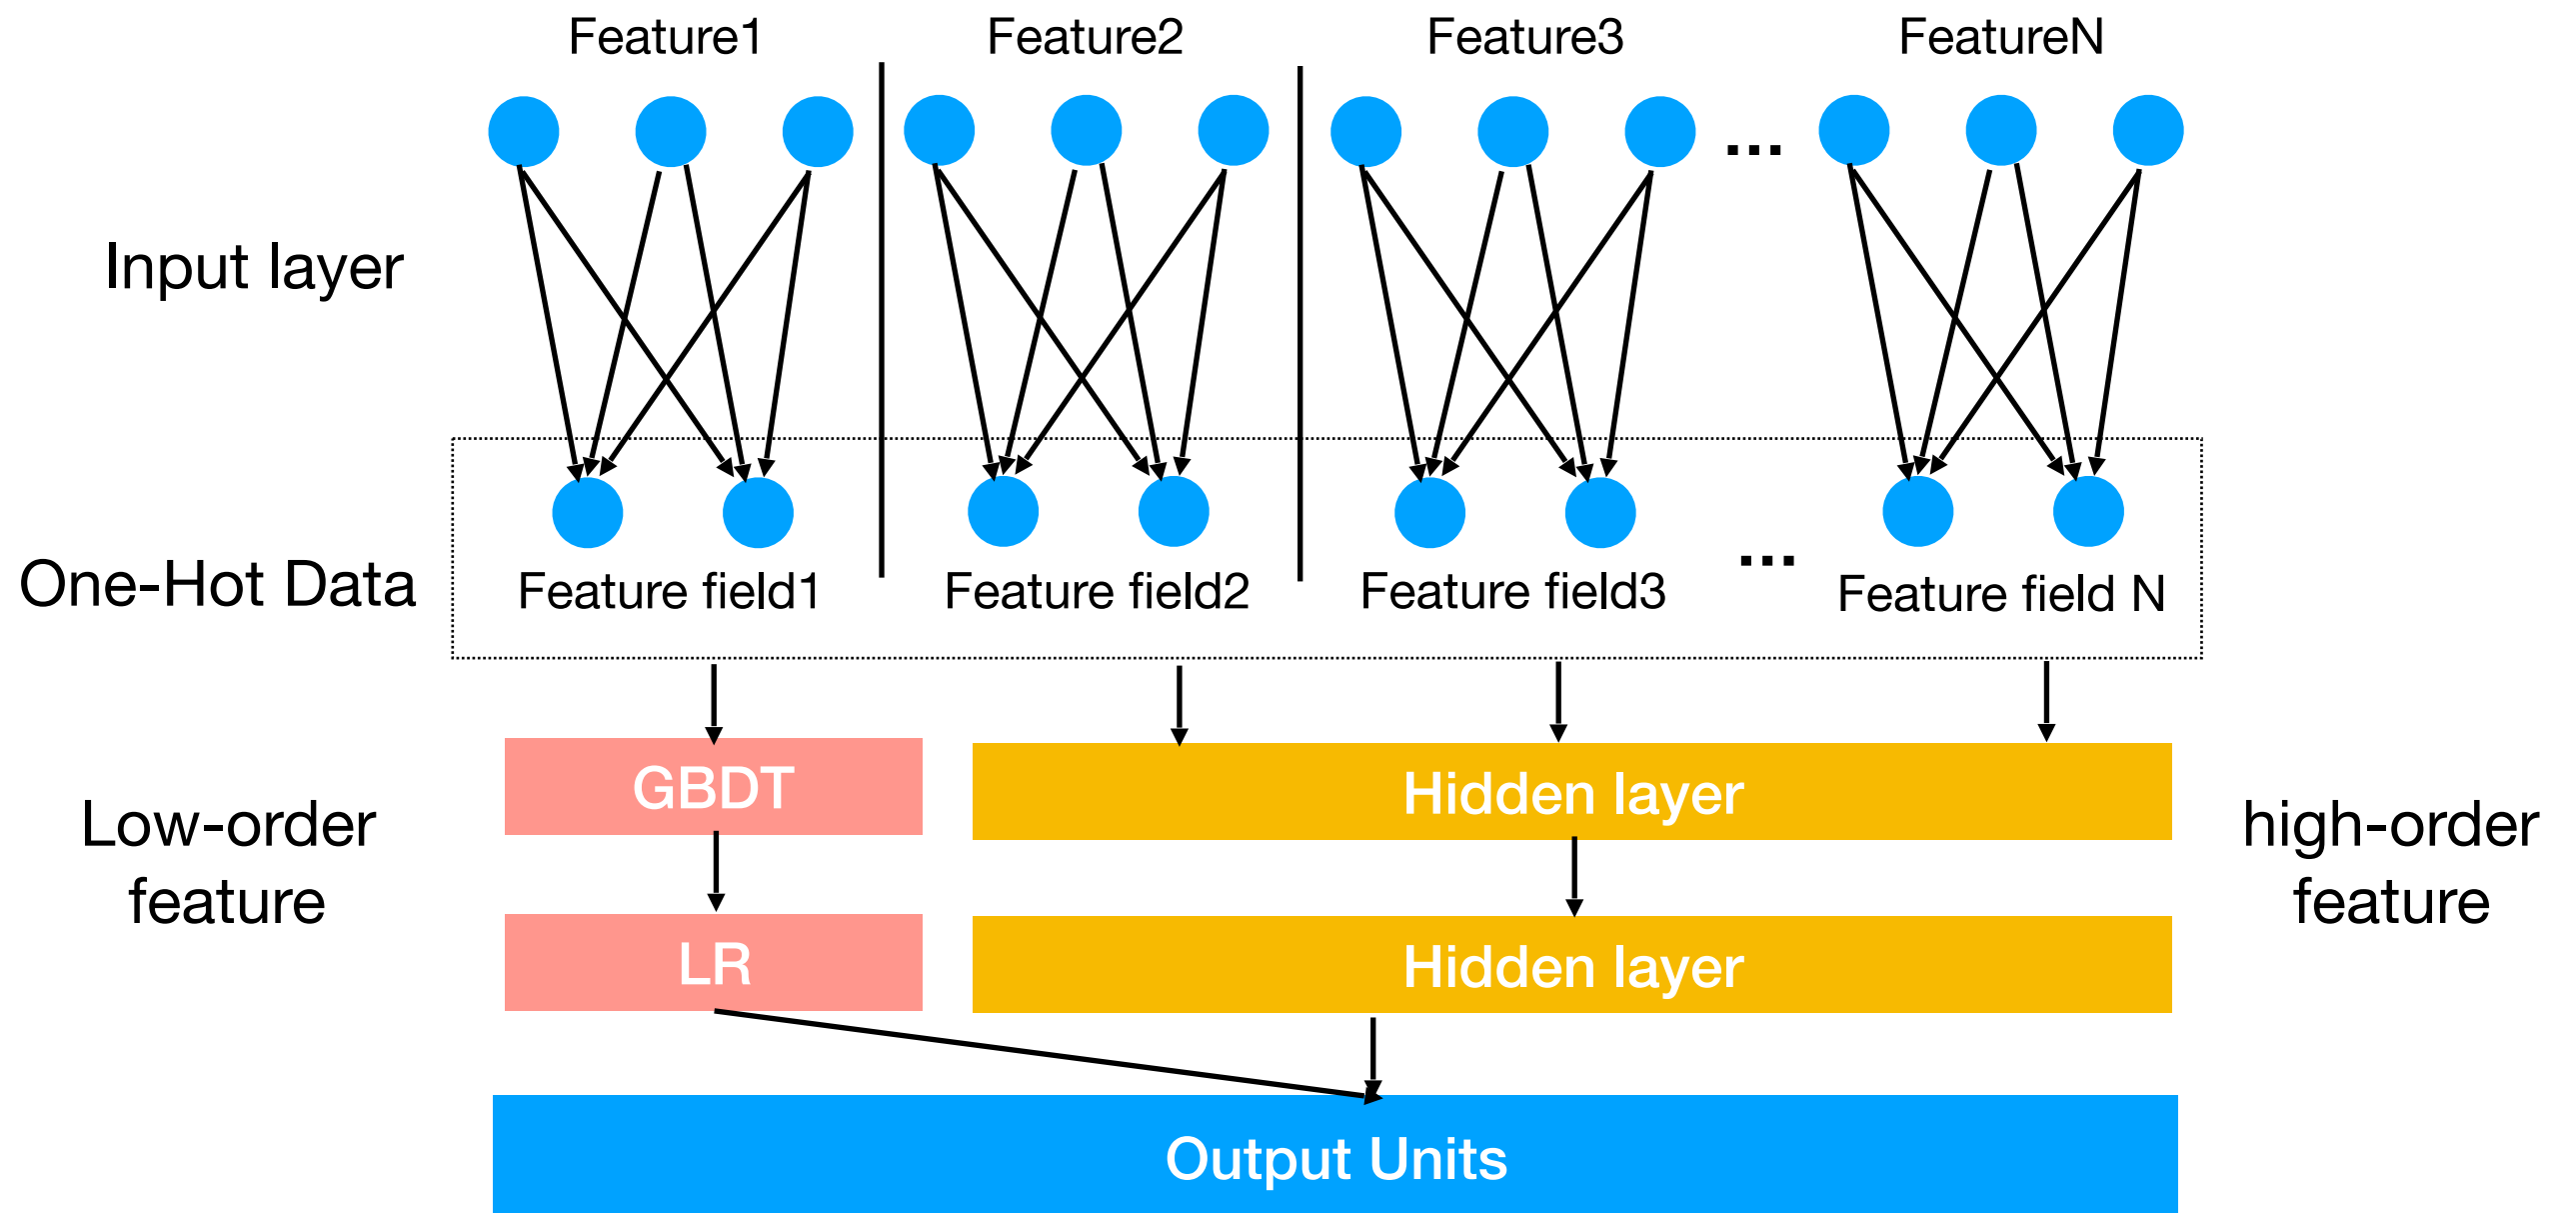 Feature1
Feature2
Feature3
FeatureN
...
Input layer
One-Hot Data
Feature field1
Feature field2
Feature field3
...
Feature field N
Low-order
feature
GBDT
Hidden layer
high-order
feature
LR
Hidden layer
Output Units